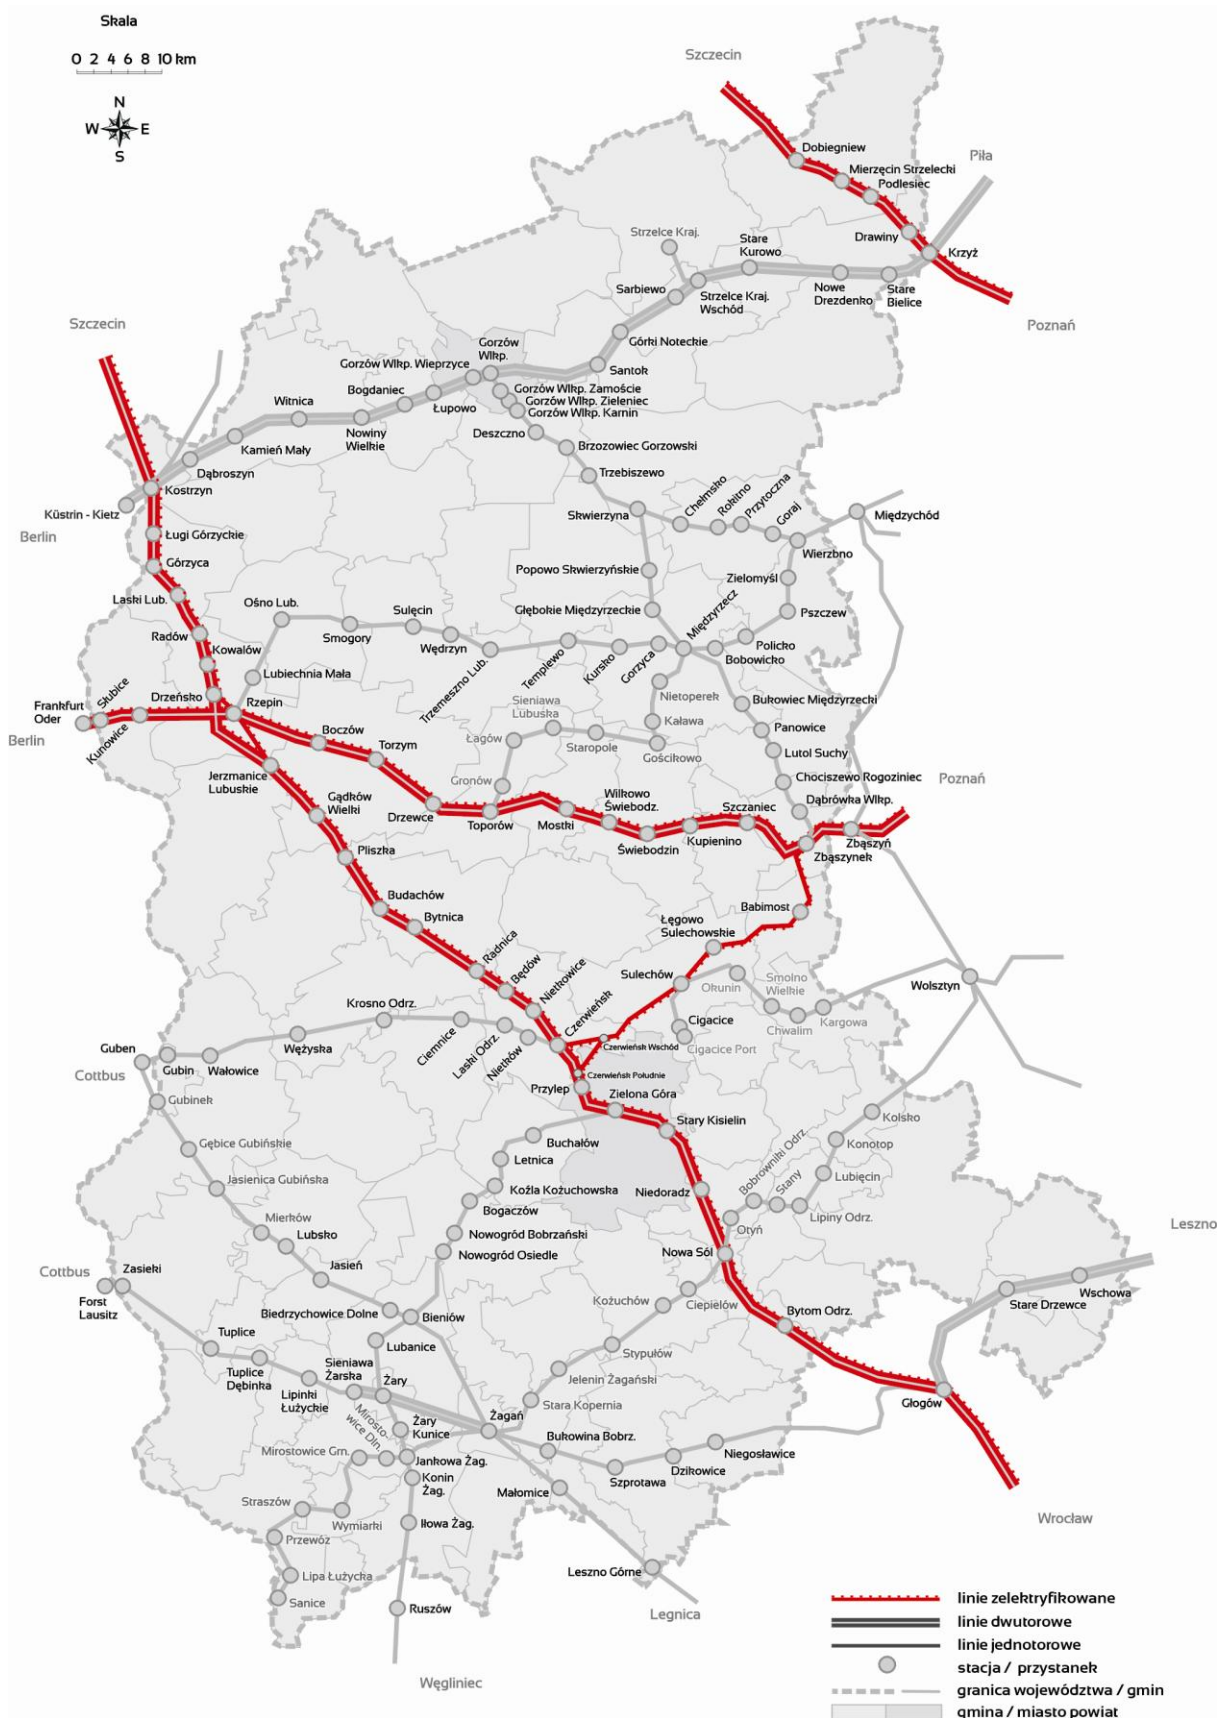 Skala
0 2 4 6 8 10 km
N
W E
S
Szczecin
Dobiegniew
Mierzęcin Strzelecki
Podlesiec
Piła
Drawiny
Krzyż
Poznań
Strzelce Kraj.
Stare
Kurowo
Sarbiewo
Strzelce Kraj.
Wschód
Nowe
Drezdenko
Stare
Bielice
Szczecin
Górki Noteckie
Santok
Gorzów
Wlkp.
Gorzów Wlkp. Wieprzyce
Bogdaniec
Witnica
Łupowo
Nowiny
Wielkie
Kamień Mały
Dąbroszyn
Gorzów Wlkp. Zamoście
Gorzów Wlkp. Zieleniec
Gorzów Wlkp. Karnin
Deszczno
Brzozowiec Gorzowski
Trzebiszewo
Kostrzyn
Küstrin - Kietz
Berlin
Ługi Górzyckie
Górzyca
Laski Lub.
Radów
Kowalów
Drzeńsko
Skwierzyna
Chełmsko
Rokitno
Przytoczna
Goraj
Międzychód
Wierzbno
Zielomyśl
Pszczew
Policko
Bobowicko
Popowo Skwierzyńskie
Głębokie Międzyrzeckie
Międzyrzecz
Ośno Lub.
Smogory
Sulęcin
Wędrzyn
Trzemeszno Lub.
Templewo
Kursko
Gorzyca
Lubiechnia Mała
Rzepin
Frankfurt
Oder
Słubice
Kunowice
Berlin
Nietoperek
Kaława
Gościkowo
Staropole
Sieniawa
Lubuska
Łagów
Gronów
Bukowiec Międzyrzecki
Panowice
Lutol Suchy
Chociszewo Rogoziniec
Dąbrówka Wlkp.
Poznań
Zbąszyń
Zbąszynek
Boczów
Torzym
Drzewce
Toporów
Mostki
Wilkowo
Świebodz.
Świebodzin
Kupienino
Szczaniec
Jerzmanice
Lubuskie
Gądków
Wielki
Pliszka
Budachów
Bytnica
Radnica
Będów
Nietkowice
Czerwieńsk
Babimost
Łęgowo
Sulechowskie
Sulechów
Okunin
Smolno
Wielkie
Chwalim
Kargowa
Wolsztyn
Cigacice
Cigacice Port
Czerwieńsk Wschód
Czerwieńsk Południe
Krosno Odrz.
Ciemnice
Laski Odrz.
Nietków
Wężyska
Wałowice
Gubin
Guben
Cottbus
Gubinek
Przylep
Zielona Góra
Stary Kisielin
Niedoradz
Nowa Sól
Buchałów
Letnica
Koźla Kożuchowska
Bogaczów
Nowogród Bobrzański
Nowogród Osiedle
Gębice Gubińskie
Jasienica Gubińska
Mierków
Lubsko
Jasień
Biedrzychowice Dolne
Bieniów
Kolsko
Konotop
Lubięcin
Lipiny Odrz.
Stany
Bobrowniki Odrz.
Otyń
Leszno
Wschowa
Stare Drzewce
Cottbus
Zasieki
Forst
Lausitz
Tuplice
Tuplice
Dębinka
Lipinki
Łużyckie
Sieniawa
Żarska
Lubanice
Żary
Żary
Kunice
Mirosto-
wice Dln.
Mirostowice Grn.
Jankowa Żag.
Konin
Żag.
Iłowa Żag.
Ruszów
Węgliniec
Straszów
Wymiarki
Przewóz
Lipa Łużycka
Sanice
Kożuchów
Ciepielów
Stypułów
Jelenin Żagański
Stara Kopernia
Żagań
Bukowina Bobrz.
Małomice
Szprotawa
Dzikowice
Niegosławice
Leszno Górne
Legnica
Bytom Odrz.
Głogów
Wrocław
linie zelektryfikowane
linie dwutorowe
linie jednotorowe
stacja / przystanek
granica województwa / gmin
gmina / miasto powiat